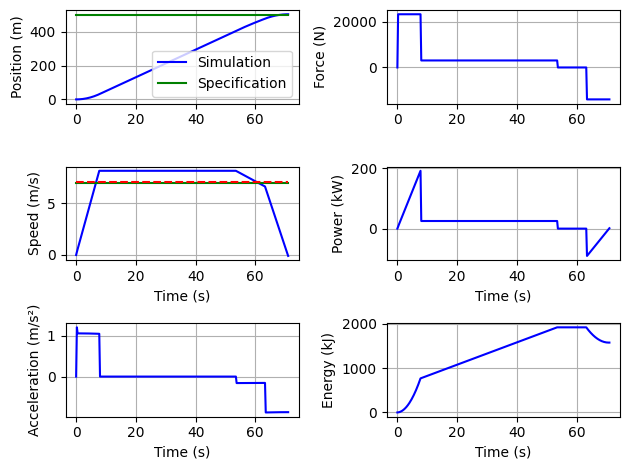 Position (m)
400
200
0
0 20 40 60
Simulation
Specification
Force (N)
20000
0
0 20 40 60
Speed (m/s)
5
0
0 20 40 60
Time (s)
Power (kW)
200
0
0 20 40 60
Time (s)
Acceleration (m/s²)
1
0
0 20 40 60
Time (s)
Energy (kJ)
2000
1000
0
0 20 40 60
Time (s)